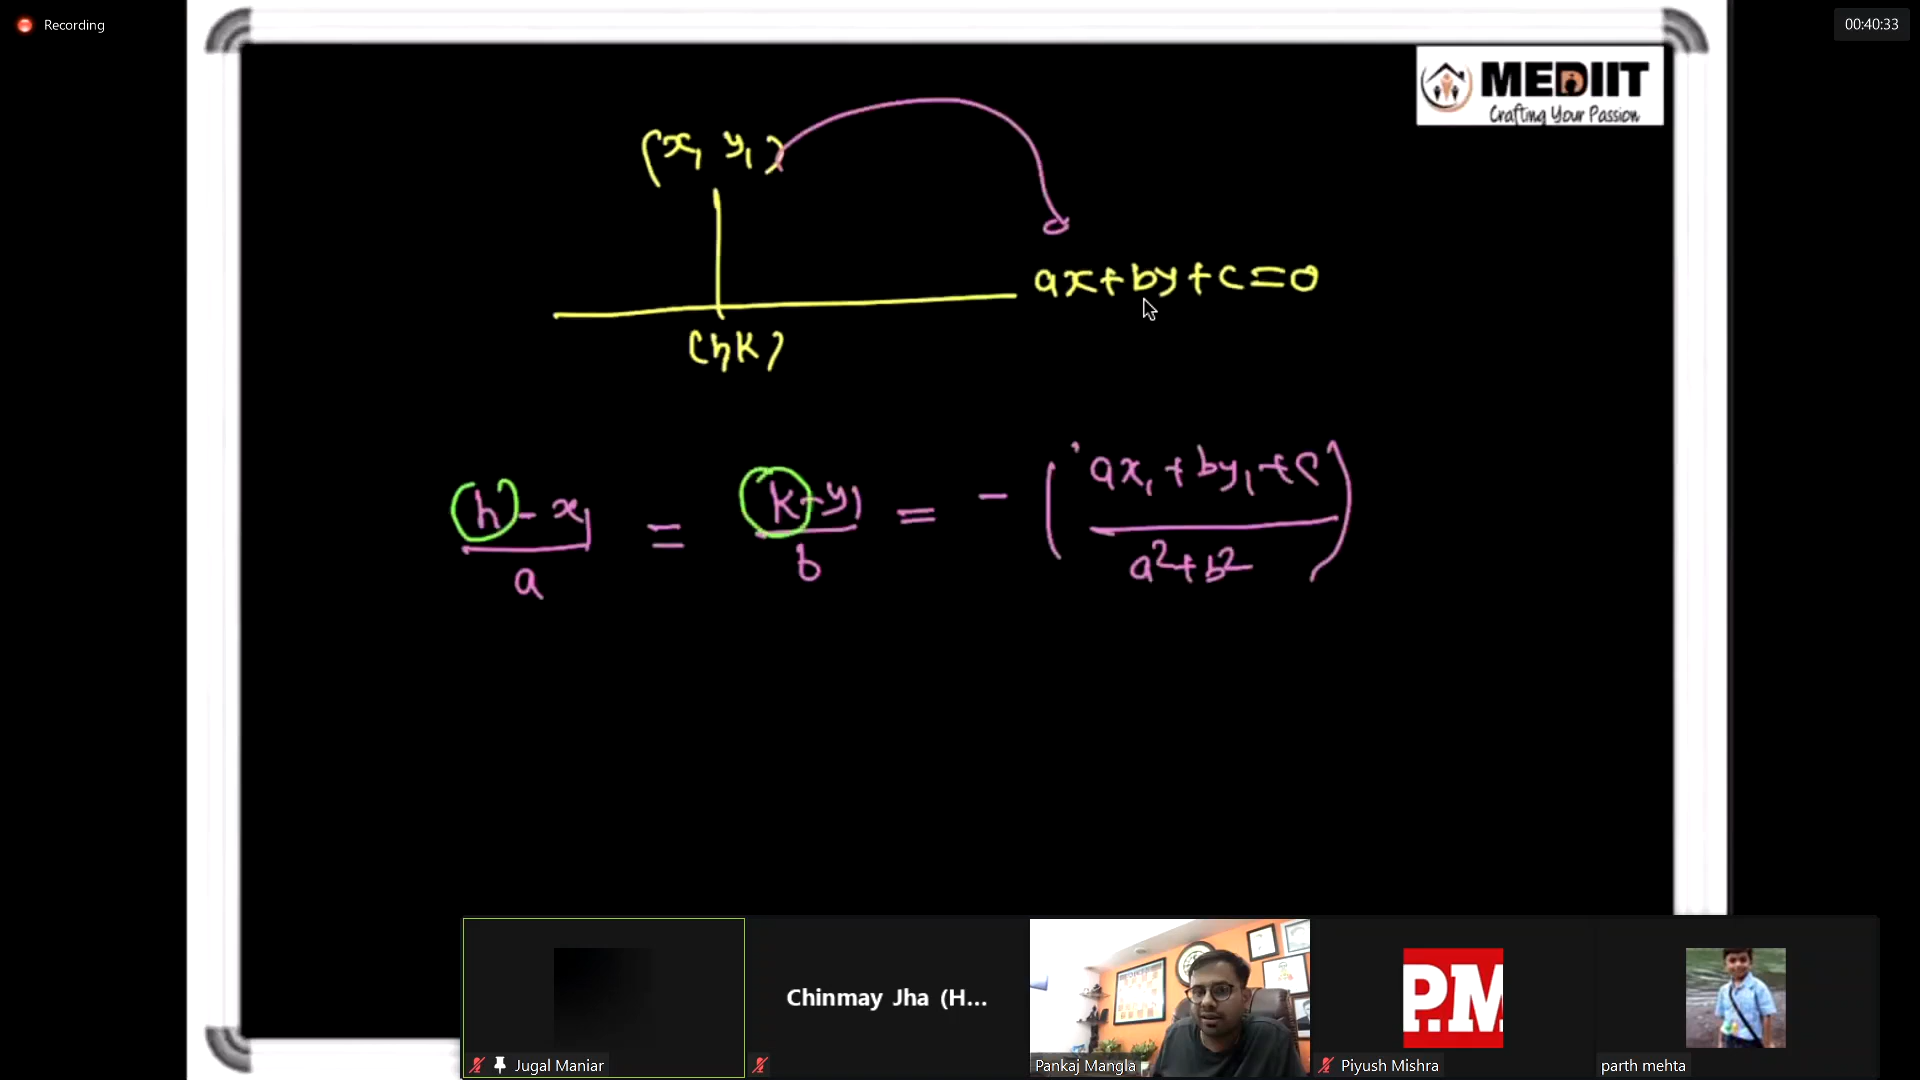 Recording
00:40:33
MEDIIT
Crafting Your Passion
(x₁ y₁)
ax+by+c=0
(h,k)
(h - x₁)/a = (k-y₁)/b = - ((ax₁+by₁+c)/(a²+b²))
Chinmay Jha (H...
P.M
Jugal Maniar
Pankaj Mangla
Piyush Mishra
parth mehta